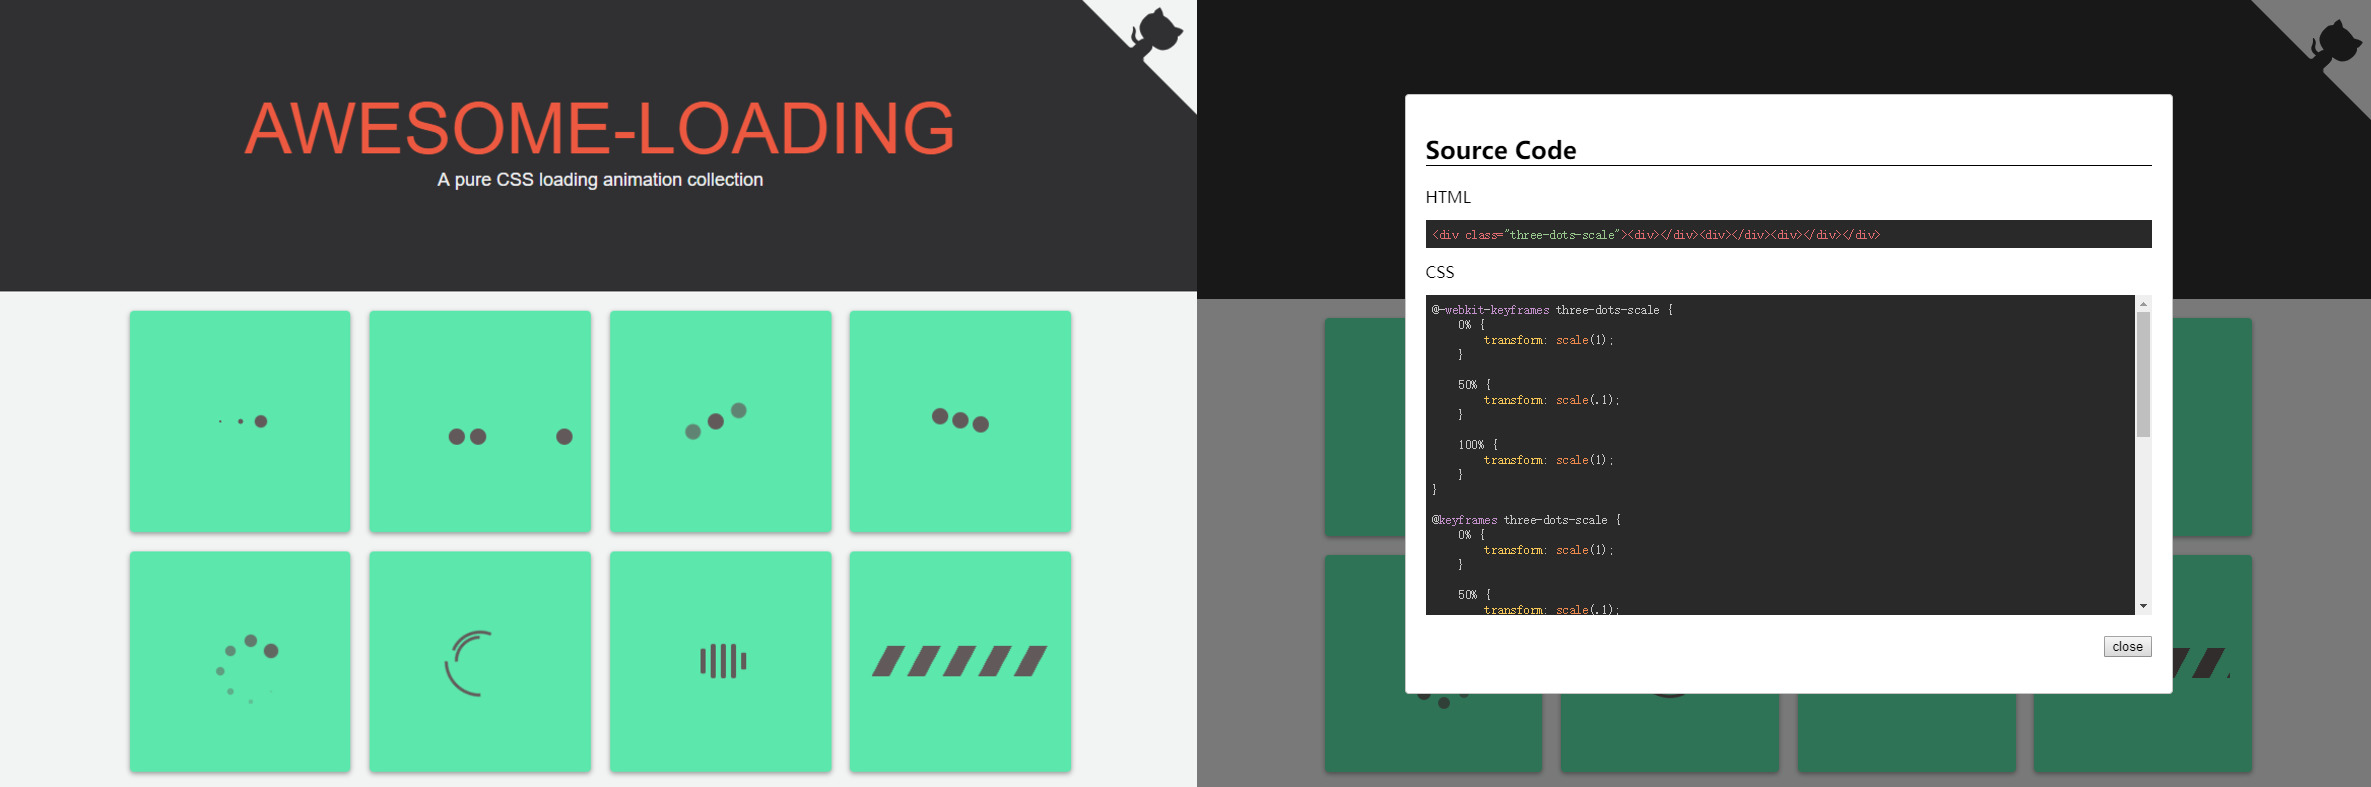 AWESOME-LOADING
A pure CSS loading animation collection
Source Code
HTML
<div class="three-dots-scale"><div></div><div></div><div></div></div>
CSS
@-webkit-keyframes three-dots-scale {
    0% {
        transform: scale(1);
    }

    50% {
        transform: scale(.1);
    }

    100% {
        transform: scale(1);
    }
}

@keyframes three-dots-scale {
    0% {
        transform: scale(1);
    }

    50% {
        transform: scale(.1);
close